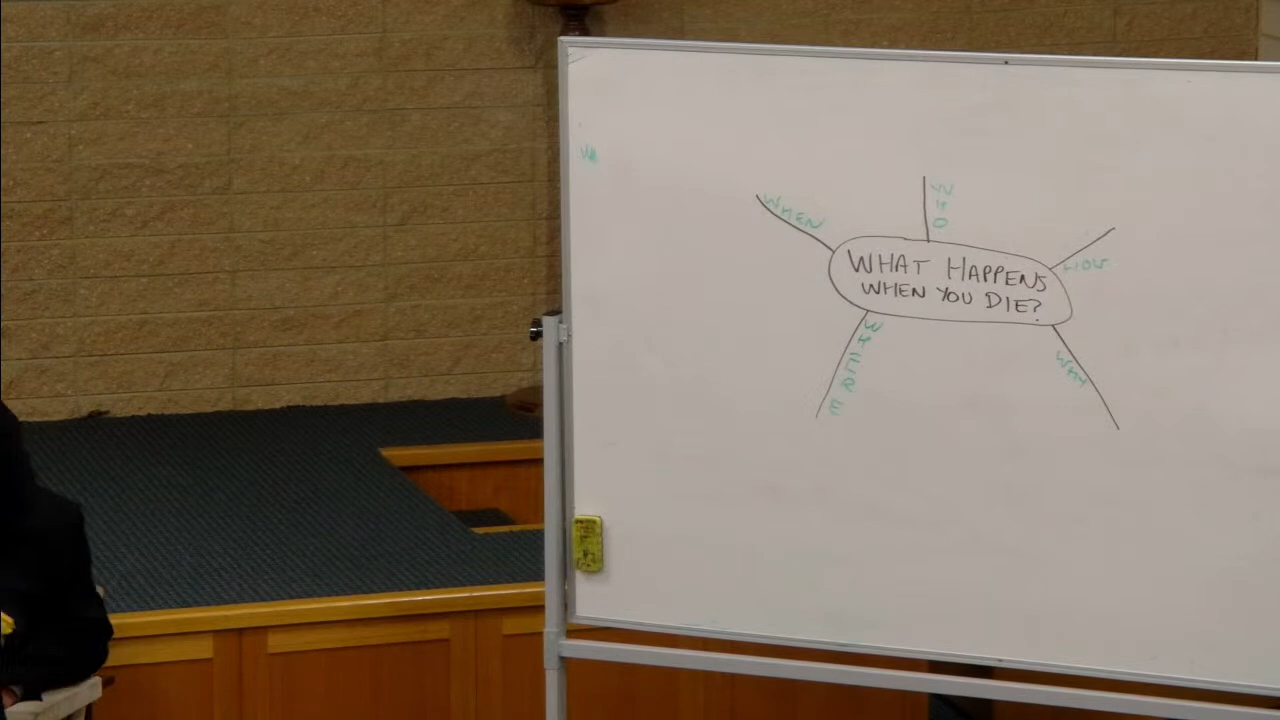 WHO
WHEN
WHAT HAPPENS
WHEN YOU DIE?
HOW
WHERE
WHY